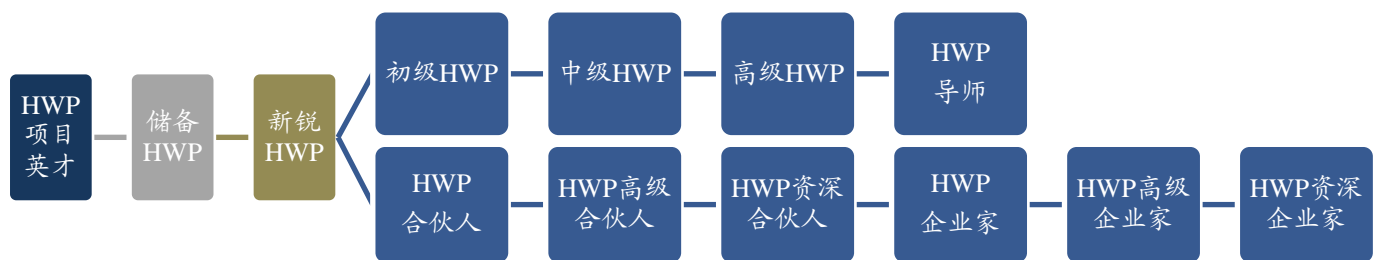 HWP
项目
英才
储备
HWP
新锐
HWP
初级HWP
中级HWP
高级HWP
HWP
导师
HWP
合伙人
HWP高级
合伙人
HWP资深
合伙人
HWP
企业家
HWP高级
企业家
HWP资深
企业家